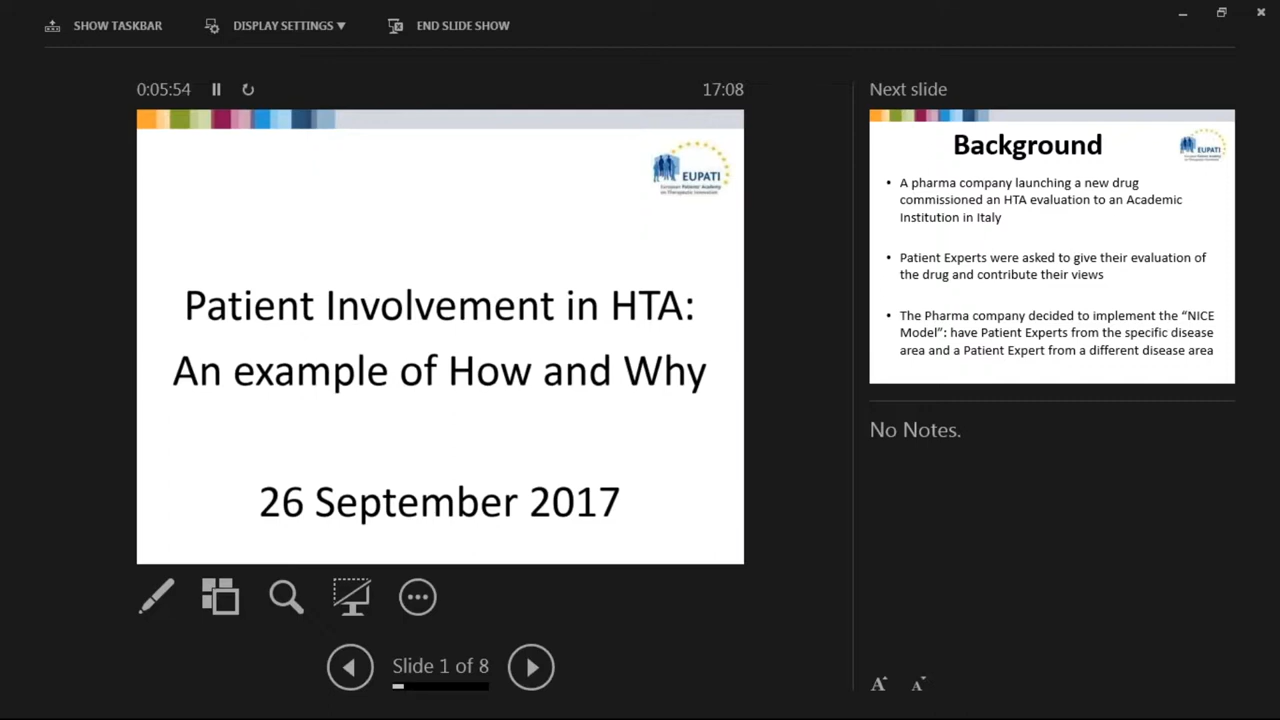 SHOW TASKBAR
DISPLAY SETTINGS ▼
END SLIDE SHOW
0:05:54
17:08
EUPATI
European Patients' Academy
on Therapeutic Innovation
Patient Involvement in HTA:
An example of How and Why
26 September 2017
Slide 1 of 8
Next slide
Background
EUPATI
• A pharma company launching a new drug
commissioned an HTA evaluation to an Academic
Institution in Italy
• Patient Experts were asked to give their evaluation of
the drug and contribute their views
• The Pharma company decided to implement the “NICE
Model”: have Patient Experts from the specific disease
area and a Patient Expert from a different disease area
No Notes.
A A